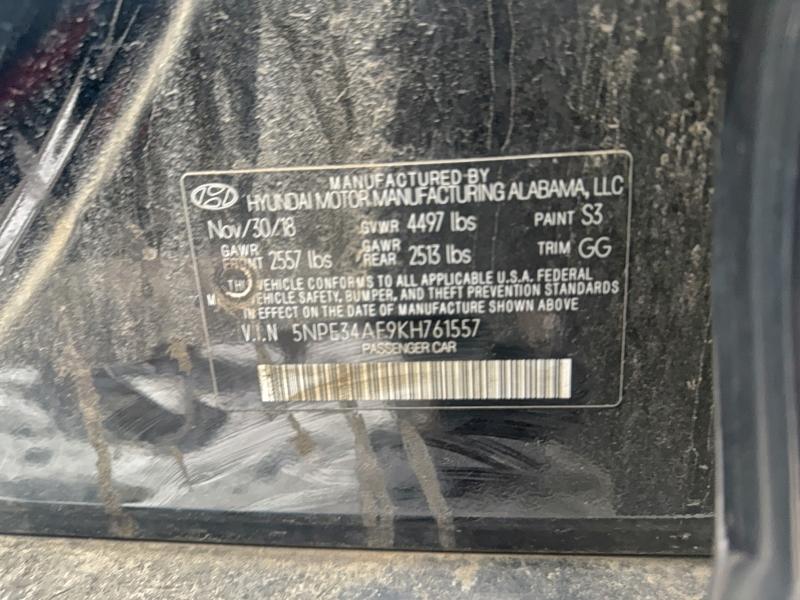 MANUFACTURED BY
HYUNDAI MOTOR MANUFACTURING ALABAMA, LLC
Nov/30/18 GVWR 4497 lbs PAINT S3
GAWR FRONT 2557 lbs GAWR REAR 2513 lbs TRIM GG
THIS VEHICLE CONFORMS TO ALL APPLICABLE U.S.A. FEDERAL
MOTOR VEHICLE SAFETY, BUMPER, AND THEFT PREVENTION STANDARDS
IN EFFECT ON THE DATE OF MANUFACTURE SHOWN ABOVE
V.I.N 5NPE34AF9KH761557
PASSENGER CAR